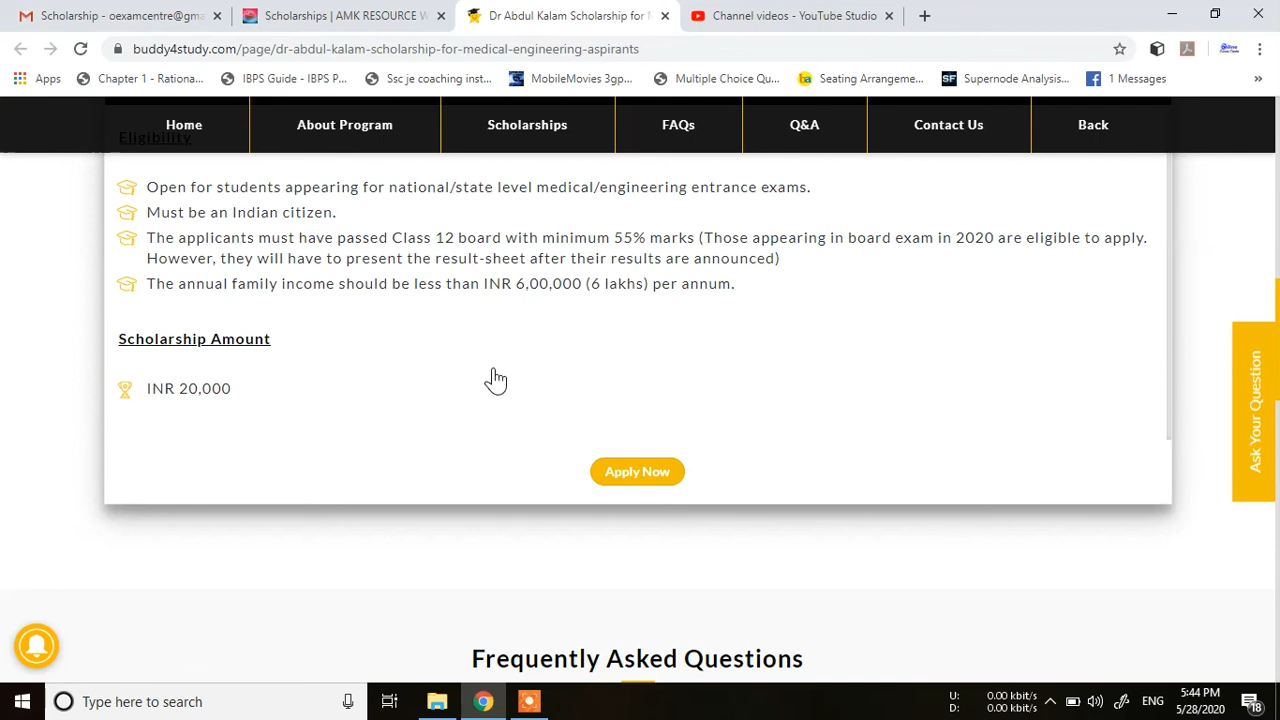 Scholarship - oexamcentre@gm
Scholarships | AMK RESOURCE W
Dr Abdul Kalam Scholarship for M
Channel videos - YouTube Studio
buddy4study.com/page/dr-abdul-kalam-scholarship-for-medical-engineering-aspirants
Apps
Chapter 1 - Rationa...
IBPS Guide - IBPS P...
Ssc je coaching inst...
MobileMovies 3gp...
Multiple Choice Qu...
Seating Arrangeme...
SF Supernode Analysis...
1 Messages
Home
About Program
Scholarships
FAQs
Q&A
Contact Us
Back
Eligibility
Open for students appearing for national/state level medical/engineering entrance exams.
Must be an Indian citizen.
The applicants must have passed Class 12 board with minimum 55% marks (Those appearing in board exam in 2020 are eligible to apply.
However, they will have to present the result-sheet after their results are announced)
The annual family income should be less than INR 6,00,000 (6 lakhs) per annum.
Scholarship Amount
INR 20,000
Apply Now
Ask Your Question
Frequently Asked Questions
Type here to search
U: 0.00 kbit/s
D: 0.00 kbit/s
ENG
5:44 PM
5/28/2020
18